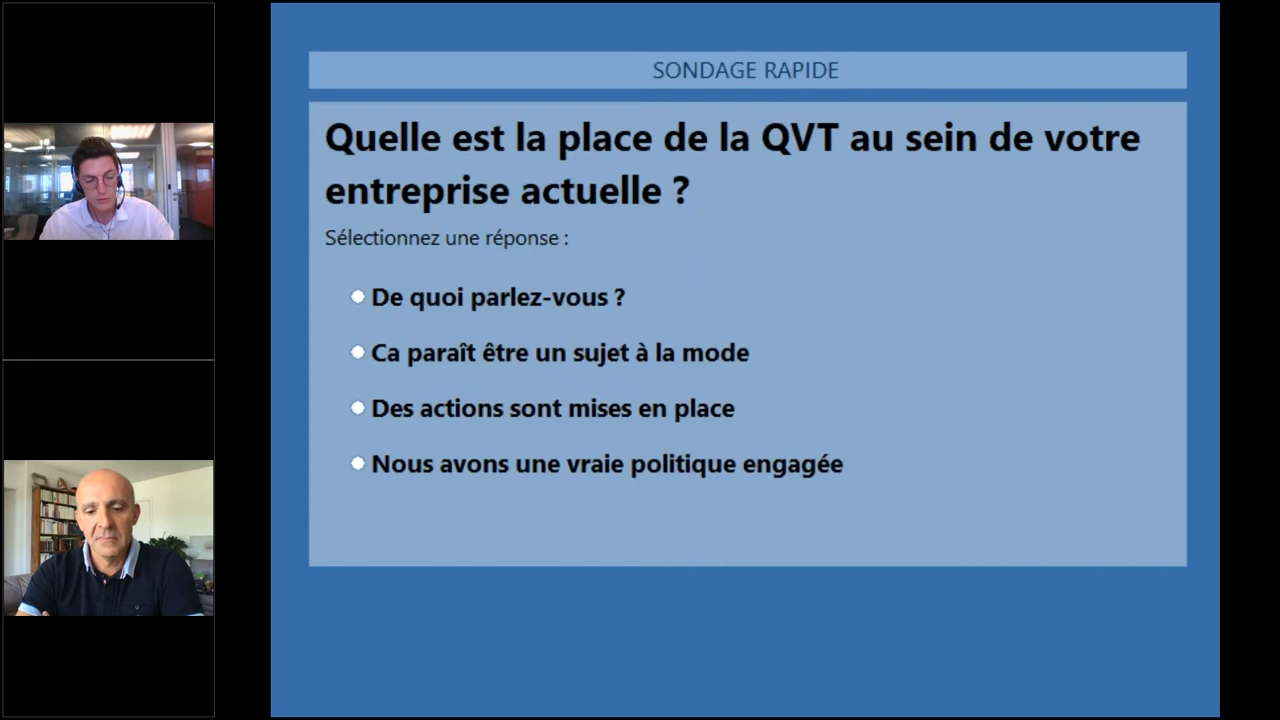 SONDAGE RAPIDE
Quelle est la place de la QVT au sein de votre
entreprise actuelle ?
Sélectionnez une réponse :
De quoi parlez-vous ?
Ca paraît être un sujet à la mode
Des actions sont mises en place
Nous avons une vraie politique engagée